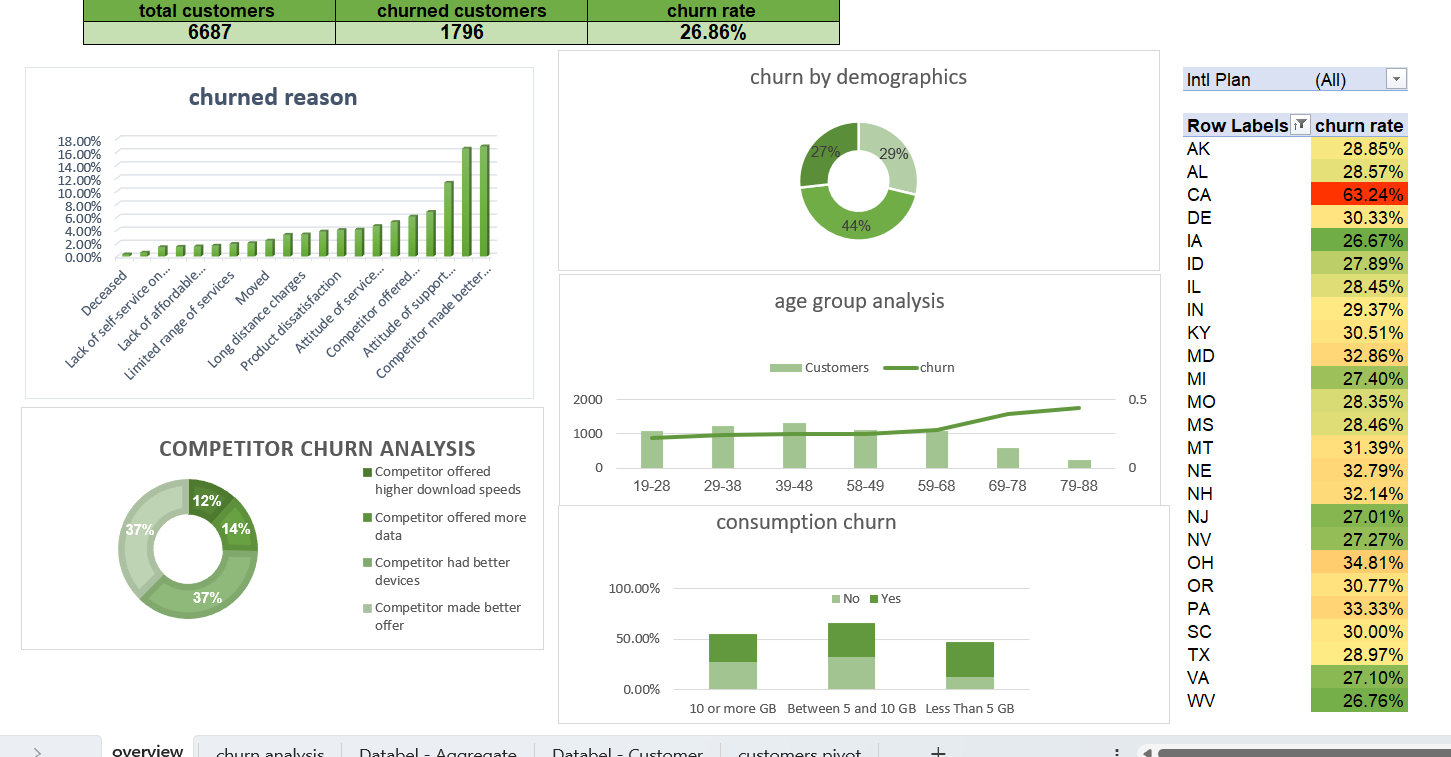 total customers churned customers churn rate
6687 1796 26.86%
churned reason
18.00%
16.00%
14.00%
12.00%
10.00%
8.00%
6.00%
4.00%
2.00%
0.00%
Deceased
Lack of self-service on...
Lack of affordable...
Limited range of services
Moved
Long distance charges
Product dissatisfaction
Attitude of service...
Competitor offered...
Attitude of support...
Competitor made better...
COMPETITOR CHURN ANALYSIS
12%
14%
37%
37%
Competitor offered
higher download speeds
Competitor offered more
data
Competitor had better
devices
Competitor made better
offer
churn by demographics
27%
29%
44%
age group analysis
Customers churn
2000 0.5
1000
0 0
19-28 29-38 39-48 58-49 59-68 69-78 79-88
consumption churn
100.00%
No Yes
50.00%
0.00%
10 or more GB Between 5 and 10 GB Less Than 5 GB
Intl Plan (All)
Row Labels churn rate
AK 28.85%
AL 28.57%
CA 63.24%
DE 30.33%
IA 26.67%
ID 27.89%
IL 28.45%
IN 29.37%
KY 30.51%
MD 32.86%
MI 27.40%
MO 28.35%
MS 28.46%
MT 31.39%
NE 32.79%
NH 32.14%
NJ 27.01%
NV 27.27%
OH 34.81%
OR 30.77%
PA 33.33%
SC 30.00%
TX 28.97%
VA 27.10%
WV 26.76%
overview churn analysis Databel - Aggregate Databel - Customer customers pivot